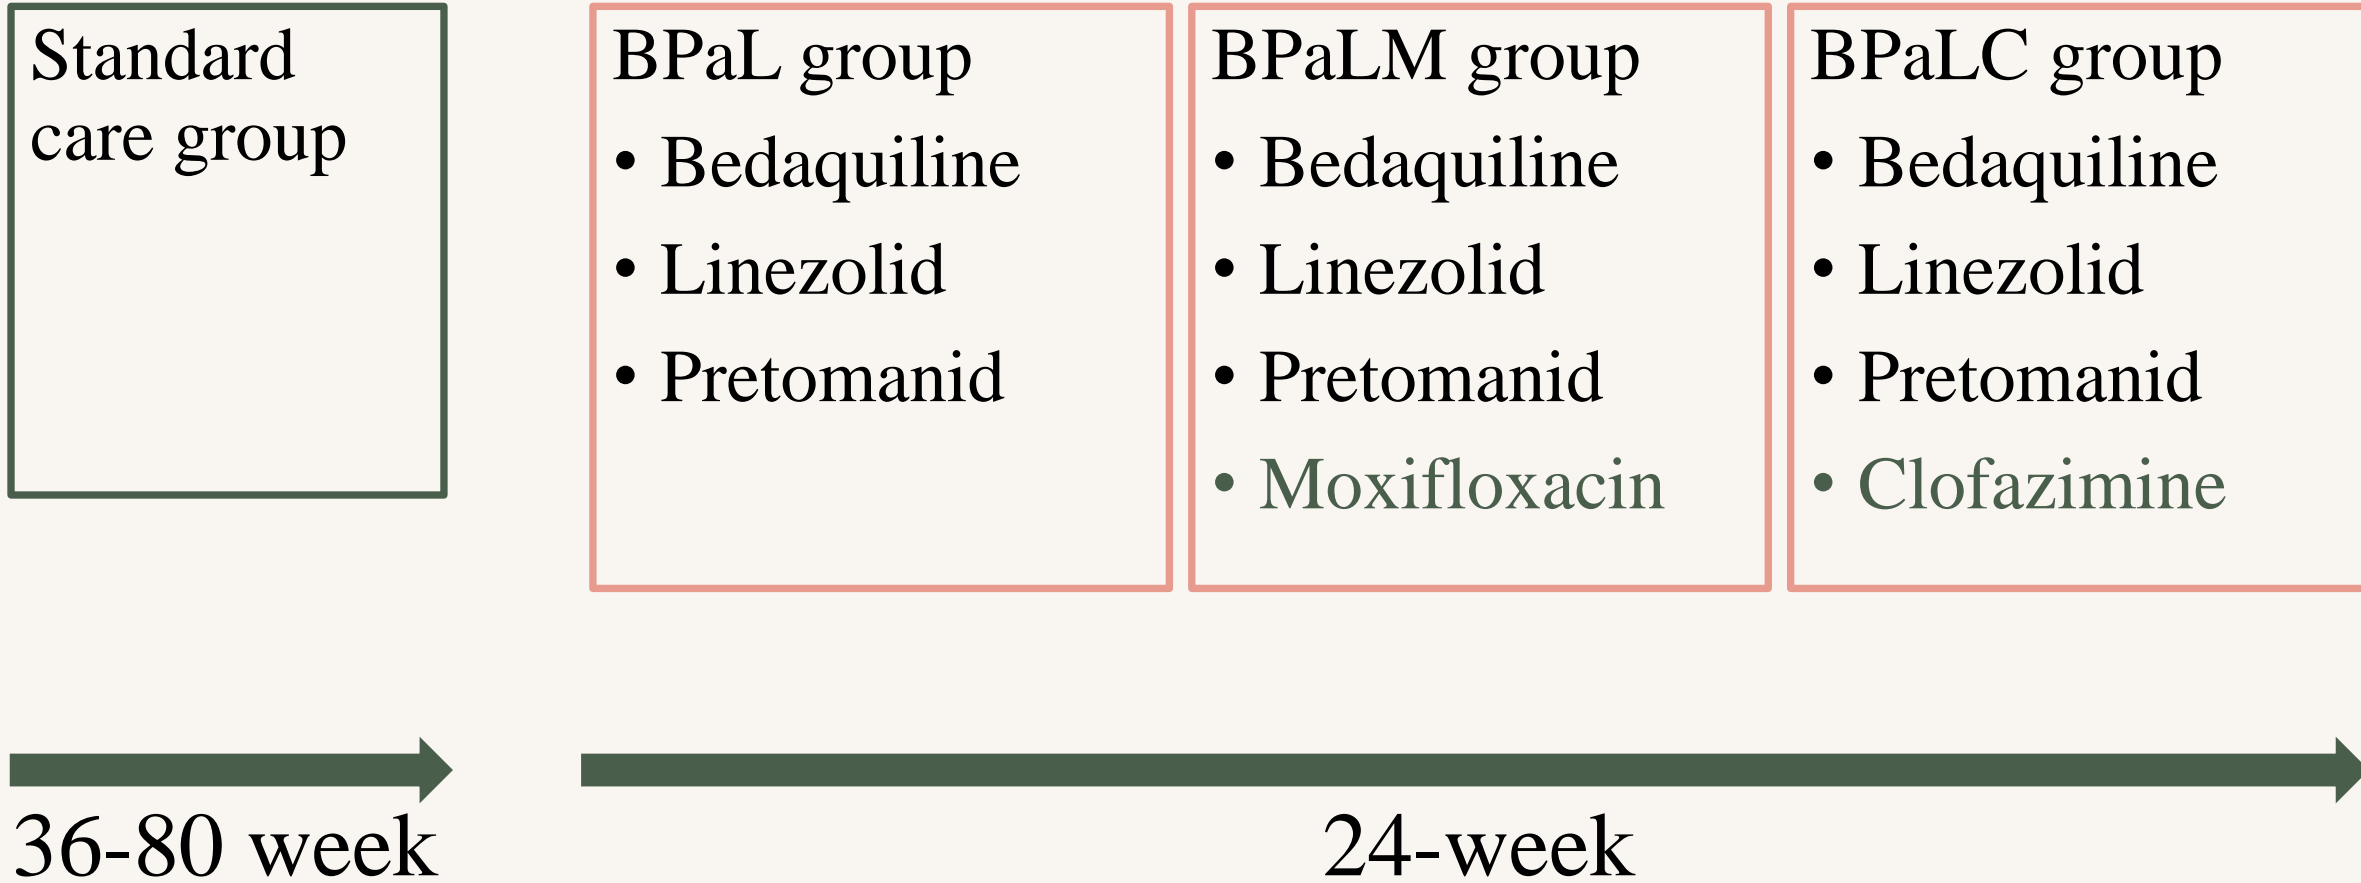 Standard
care group
BPaL group
• Bedaquiline
• Linezolid
• Pretomanid
BPaLM group
• Bedaquiline
• Linezolid
• Pretomanid
• Moxifloxacin
BPaLC group
• Bedaquiline
• Linezolid
• Pretomanid
• Clofazimine
36-80 week
24-week